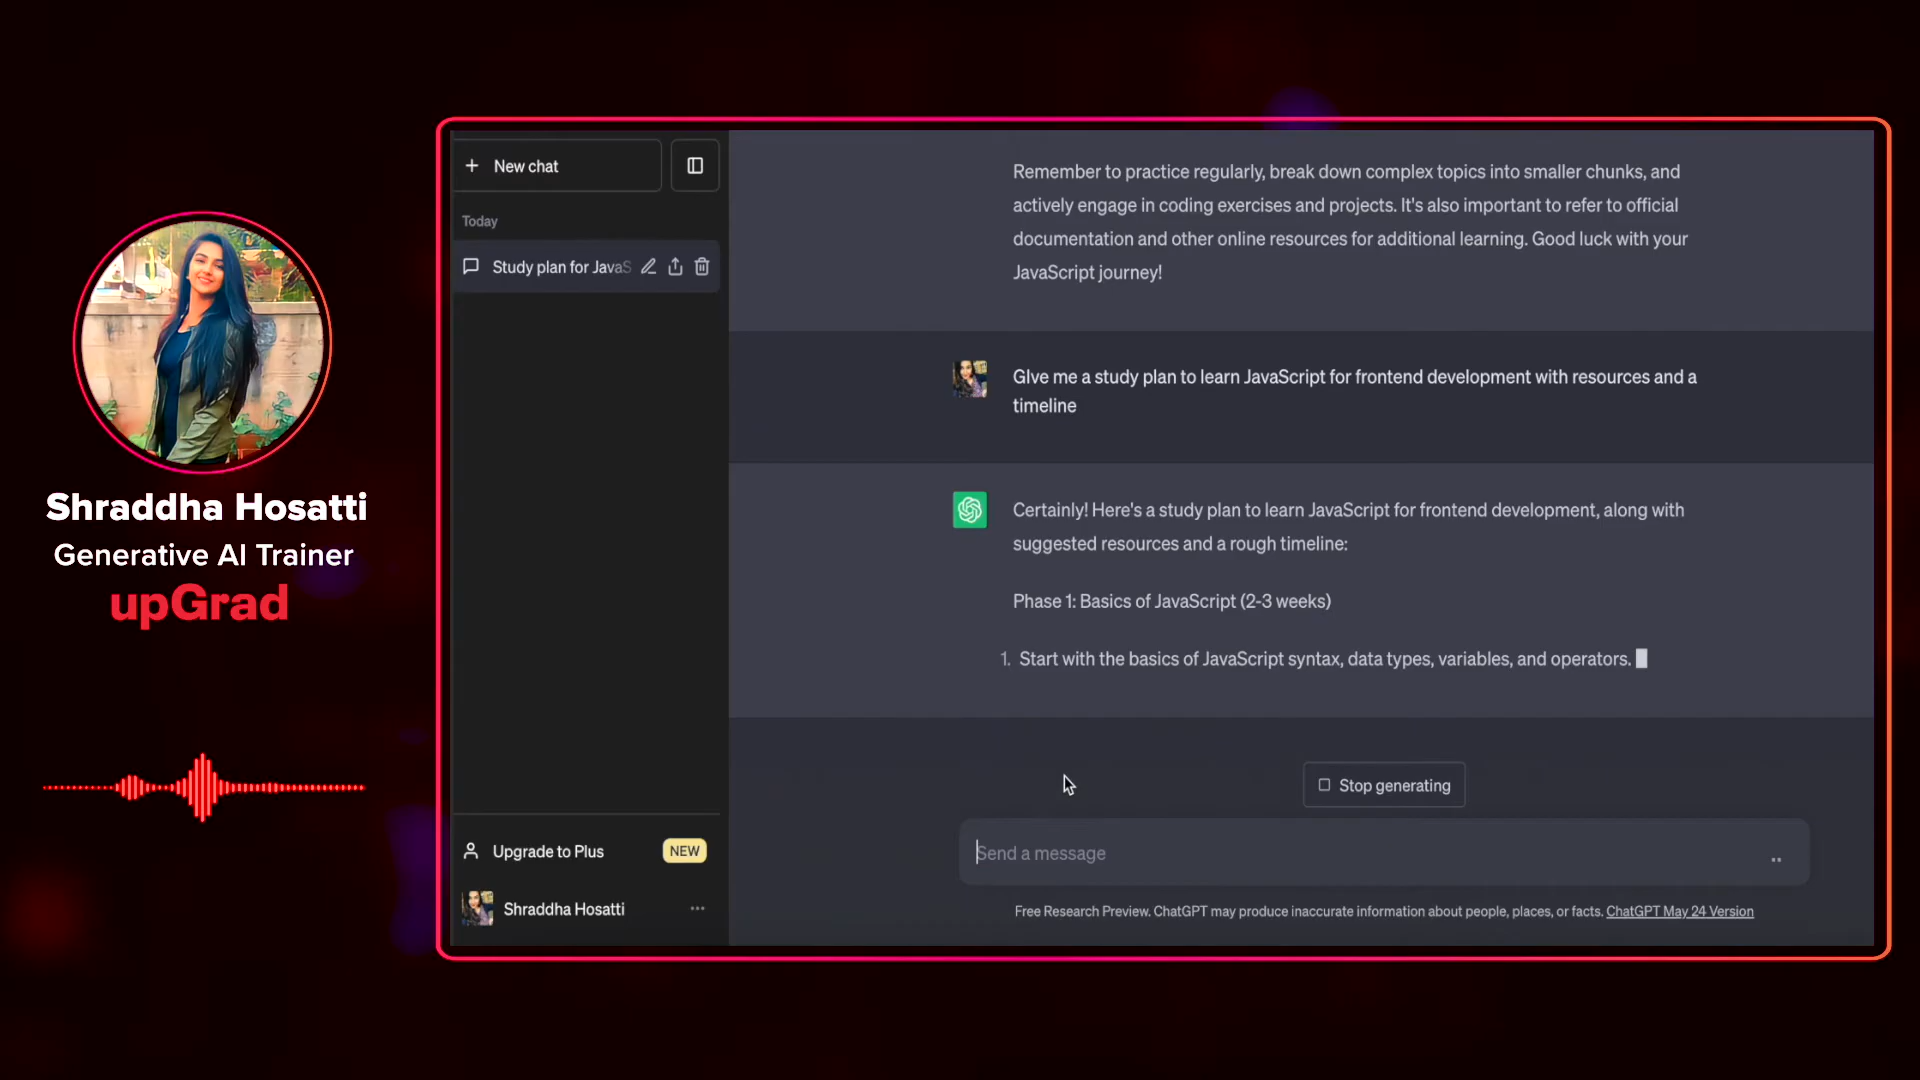 Shraddha Hosatti
Generative AI Trainer
upGrad
New chat
Today
Study plan for JavaS
Upgrade to Plus
NEW
Shraddha Hosatti
Remember to practice regularly, break down complex topics into smaller chunks, and
actively engage in coding exercises and projects. It's also important to refer to official
documentation and other online resources for additional learning. Good luck with your
JavaScript journey!
GIve me a study plan to learn JavaScript for frontend development with resources and a
timeline
Certainly! Here's a study plan to learn JavaScript for frontend development, along with
suggested resources and a rough timeline:
Phase 1: Basics of JavaScript (2-3 weeks)
1. Start with the basics of JavaScript syntax, data types, variables, and operators.
Stop generating
Send a message
Free Research Preview. ChatGPT may produce inaccurate information about people, places, or facts. ChatGPT May 24 Version